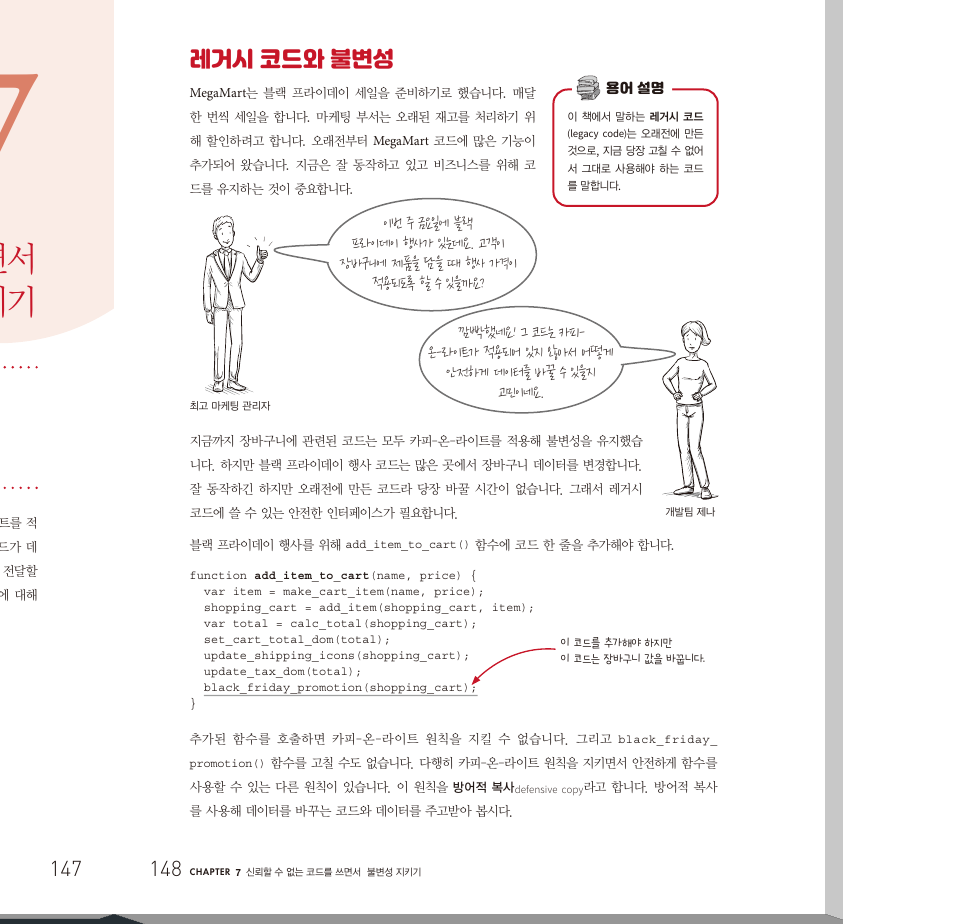 7
면서
기
트를 적
드가 데
전달할
에 대해
147
레거시 코드와 불변성
MegaMart는 블랙 프라이데이 세일을 준비하기로 했습니다. 매달
한 번씩 세일을 합니다. 마케팅 부서는 오래된 재고를 처리하기 위
해 할인하려고 합니다. 오래전부터 MegaMart 코드에 많은 기능이
추가되어 왔습니다. 지금은 잘 동작하고 있고 비즈니스를 위해 코
드를 유지하는 것이 중요합니다.
용어 설명
이 책에서 말하는 레거시 코드
(legacy code)는 오래전에 만든
것으로, 지금 당장 고칠 수 없어
서 그대로 사용해야 하는 코드
를 말합니다.
이번 주 금요일에 블랙
프라이데이 행사가 있는데요. 고객이
장바구니에 제품을 담을 때 행사 가격이
적용되도록 할 수 있을까요?
깜빡했네요! 그 코드는 카피-
온-라이트가 적용되어 있지 않아서 어떻게
안전하게 데이터를 바꿀 수 있을지
고민이네요.
최고 마케팅 관리자
개발팀 제나
지금까지 장바구니에 관련된 코드는 모두 카피-온-라이트를 적용해 불변성을 유지했습
니다. 하지만 블랙 프라이데이 행사 코드는 많은 곳에서 장바구니 데이터를 변경합니다.
잘 동작하긴 하지만 오래전에 만든 코드라 당장 바꿀 시간이 없습니다. 그래서 레거시
코드에 쓸 수 있는 안전한 인터페이스가 필요합니다.
블랙 프라이데이 행사를 위해 add_item_to_cart() 함수에 코드 한 줄을 추가해야 합니다.
function add_item_to_cart(name, price) {
  var item = make_cart_item(name, price);
  shopping_cart = add_item(shopping_cart, item);
  var total = calc_total(shopping_cart);
  set_cart_total_dom(total);
  update_shipping_icons(shopping_cart);
  update_tax_dom(total);
  black_friday_promotion(shopping_cart);
}
이 코드를 추가해야 하지만
이 코드는 장바구니 값을 바꿉니다.
추가된 함수를 호출하면 카피-온-라이트 원칙을 지킬 수 없습니다. 그리고 black_friday_
promotion() 함수를 고칠 수도 없습니다. 다행히 카피-온-라이트 원칙을 지키면서 안전하게 함수를
사용할 수 있는 다른 원칙이 있습니다. 이 원칙을 방어적 복사defensive copy라고 합니다. 방어적 복사
를 사용해 데이터를 바꾸는 코드와 데이터를 주고받아 봅시다.
148 CHAPTER 7 신뢰할 수 없는 코드를 쓰면서 불변성 지키기